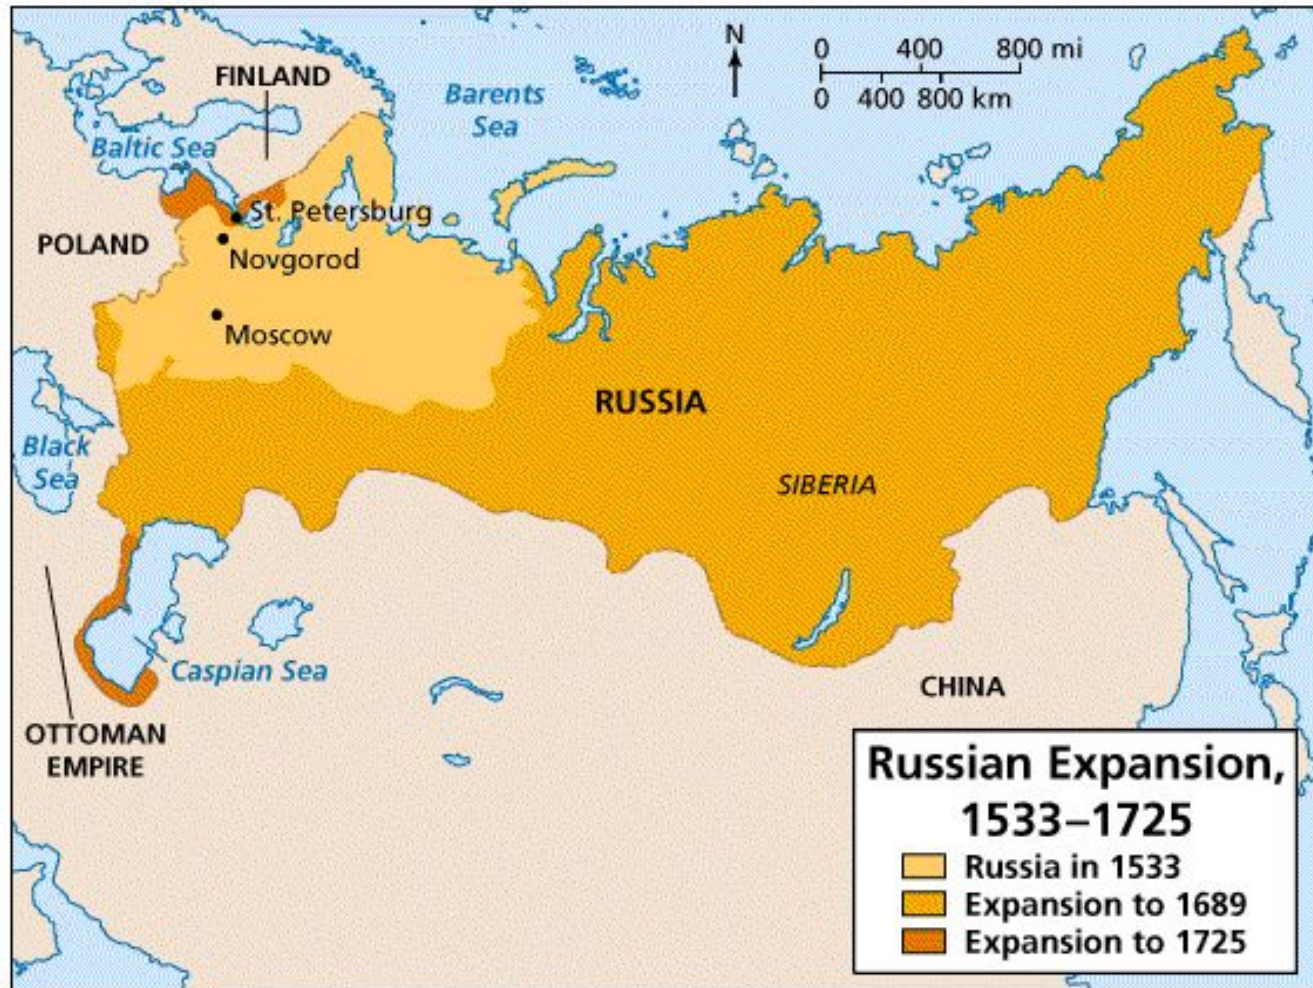 N
0 400 800 mi
0 400 800 km
FINLAND
Barents
Sea
Baltic Sea
St. Petersburg
POLAND
Novgorod
Moscow
RUSSIA
Black
Sea
SIBERIA
Caspian Sea
CHINA
OTTOMAN
EMPIRE
Russian Expansion,
1533–1725
Russia in 1533
Expansion to 1689
Expansion to 1725